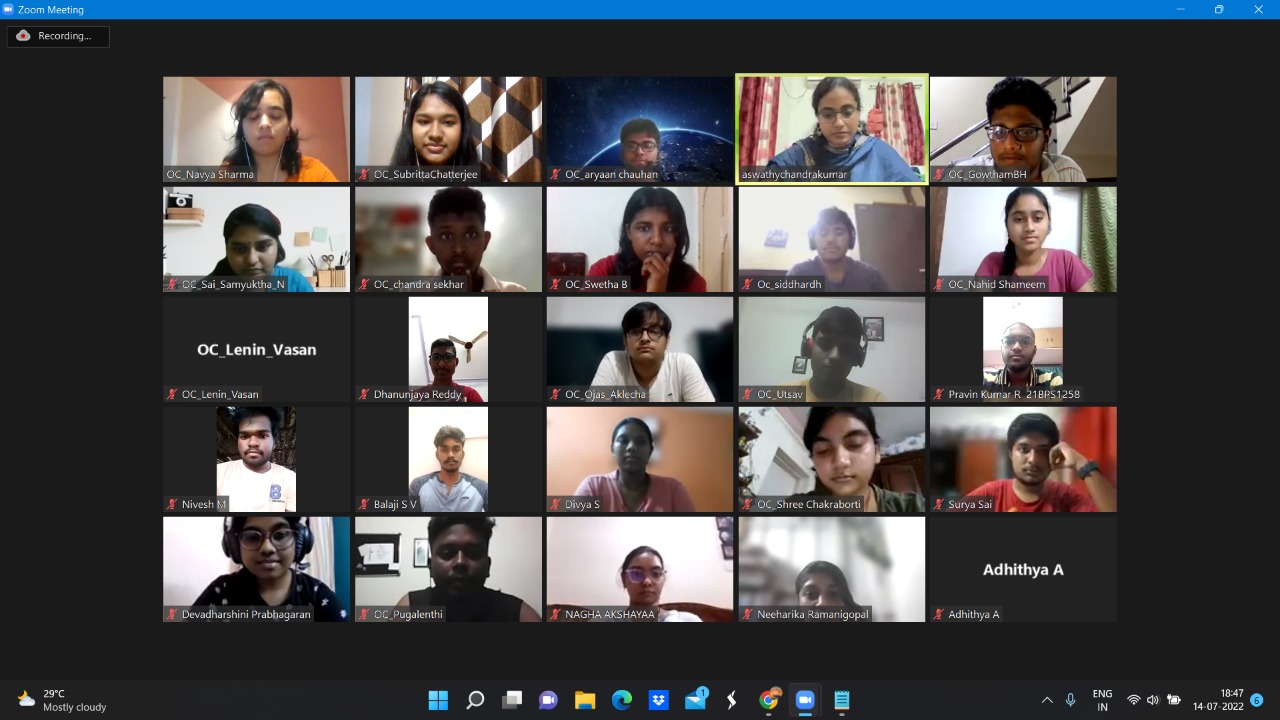 Zoom Meeting
Recording...
OC_Navya Sharma
OC_SubrittaChatterjee
OC_aryaan chauhan
aswathychandrakumar
OC_GowthamBH
OC_Sai_Samyuktha_N
OC_chandra sekhar
OC_Swetha B
Oc_siddhardh
OC_Nahid Shameem
OC_Lenin_Vasan
OC_Lenin_Vasan
Dhanunjaya Reddy
OC_Ojas_Aklecha
OC_Utsav
Pravin Kumar R 21BPS1258
Nivesh M
Balaji S V
Divya S
OC_Shree Chakraborti
Surya Sai
Devadharshini Prabhagaran
OC_Pugalenthi
NAGHA AKSHAYAA
Neeharika Ramanigopal
Adhithya A
Adhithya A
29°C
Mostly cloudy
1
ENG
IN
18:47
14-07-2022
6